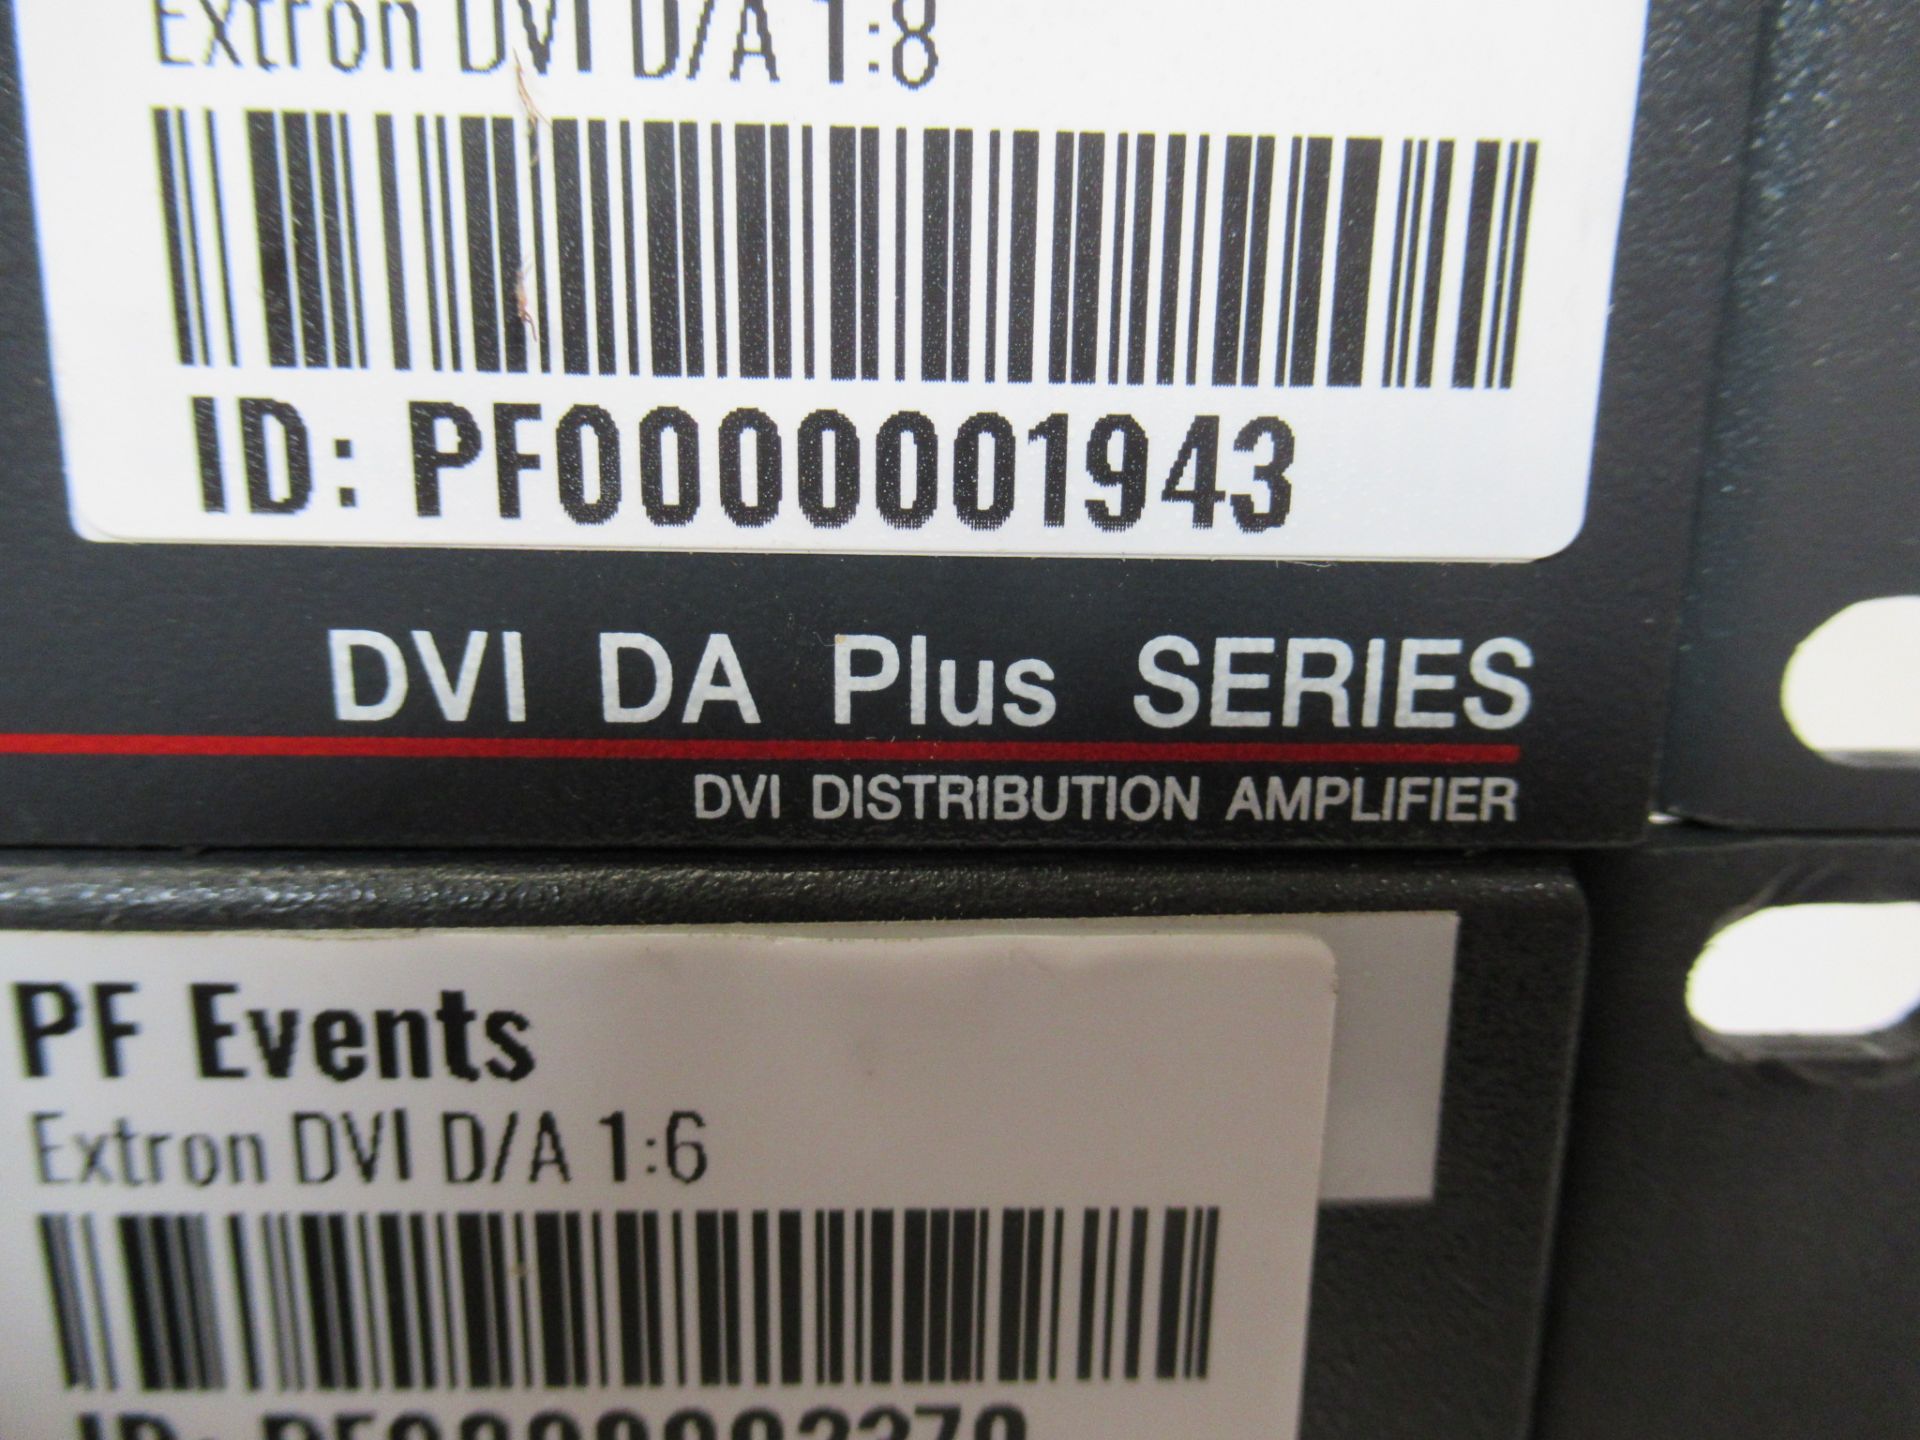 Extron DVI D/A 1:8
ID: PF0000001943
DVI DA Plus SERIES
DVI DISTRIBUTION AMPLIFIER
PF Events
Extron DVI D/A 1:6
ID: